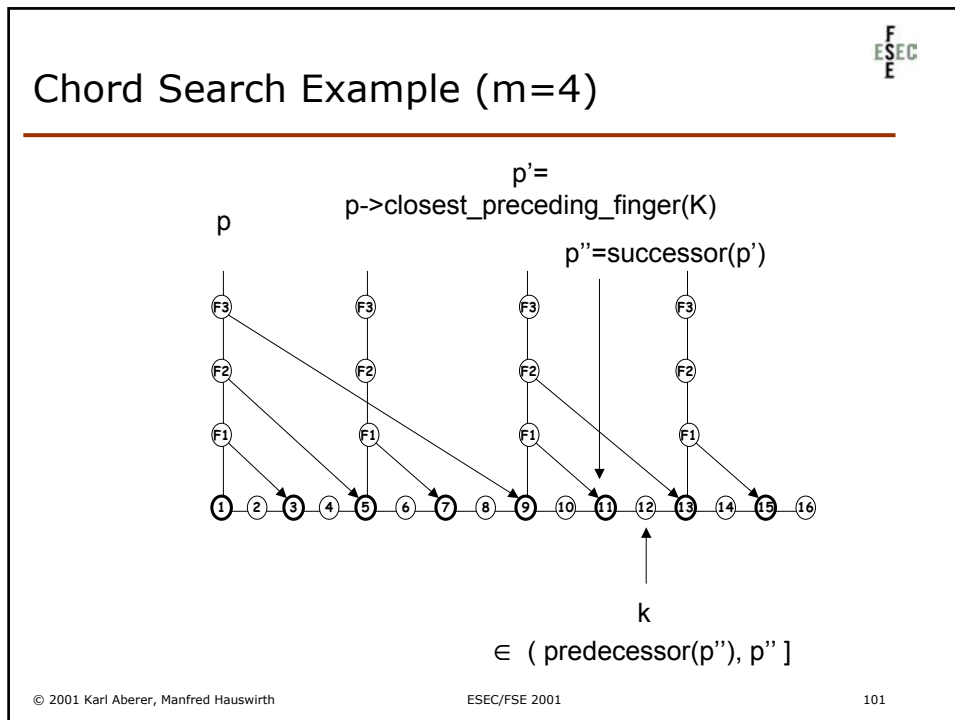 F
ESEC
E
Chord Search Example (m=4)
p’=
p->closest_preceding_finger(K)
p
p’’=successor(p’)
F3 F3 F3 F3
F2 F2 F2 F2
F1 F1 F1 F1
1 2 3 4 5 6 7 8 9 10 11 12 13 14 15 16
k
∈ ( predecessor(p’’), p’’ ]
© 2001 Karl Aberer, Manfred Hauswirth ESEC/FSE 2001 101